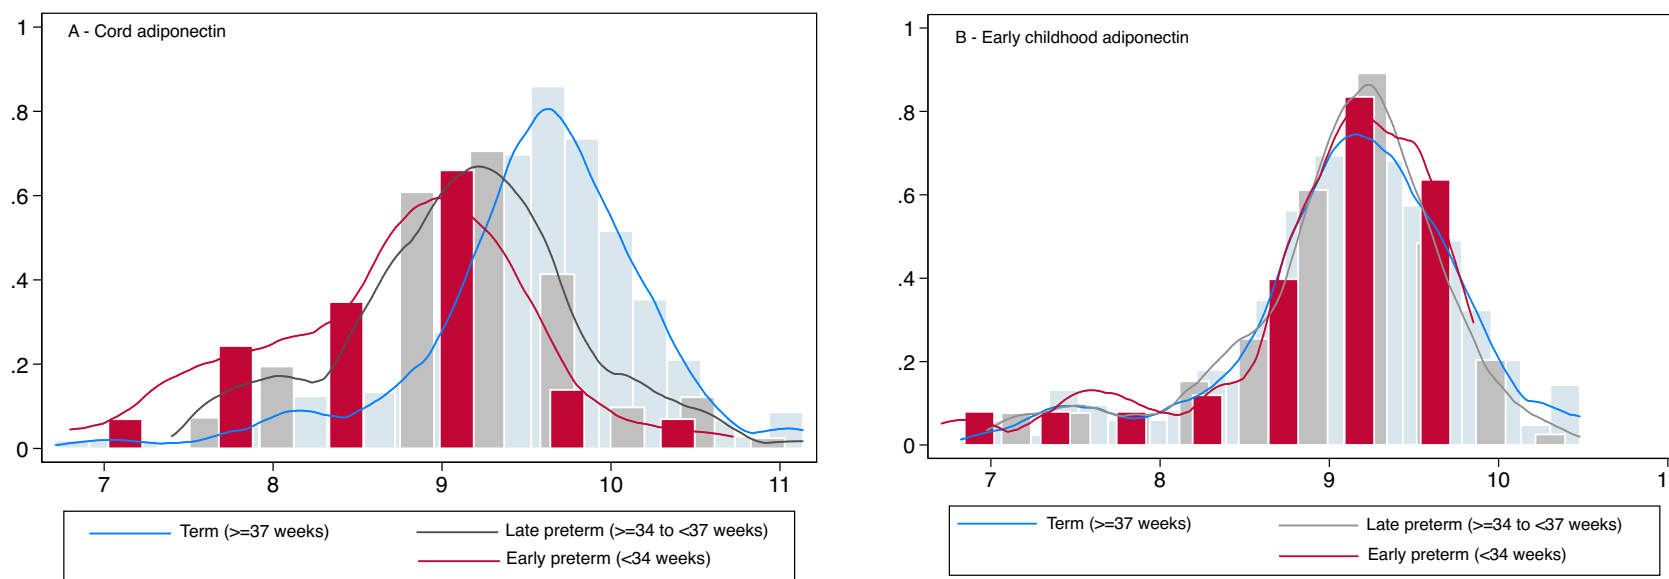 A - Cord adiponectin
1
.8
.6
.4
.2
0
7 8 9 10 11
Term (>=37 weeks) Late preterm (>=34 to <37 weeks)
Early preterm (<34 weeks)
B - Early childhood adiponectin
1
.8
.6
.4
.2
0
7 8 9 10
Term (>=37 weeks) Late preterm (>=34 to <37 weeks)
Early preterm (<34 weeks)